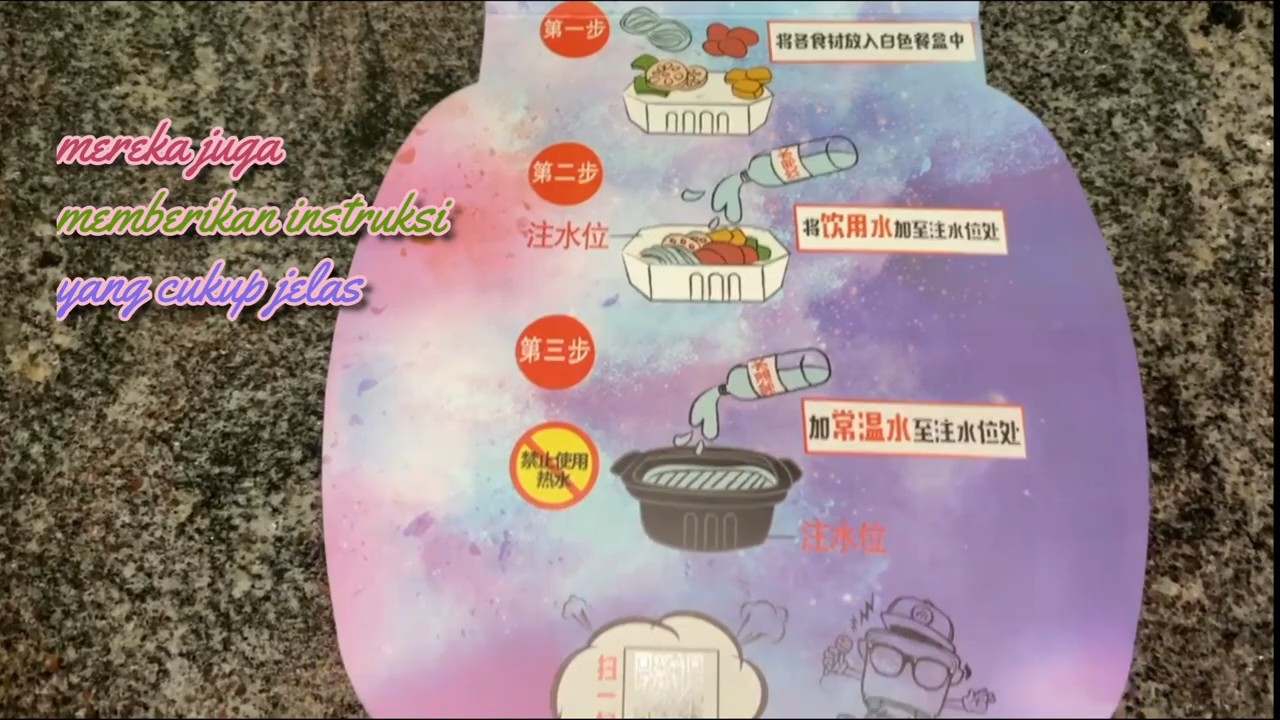 第一步
将各食材放入白色餐盒中
mereka juga
memberikan instruksi
yang cukup jelas
第二步
注水位
将饮用水加至注水位处
第三步
加常温水至注水位处
禁止使用
热水
注水位
扫一